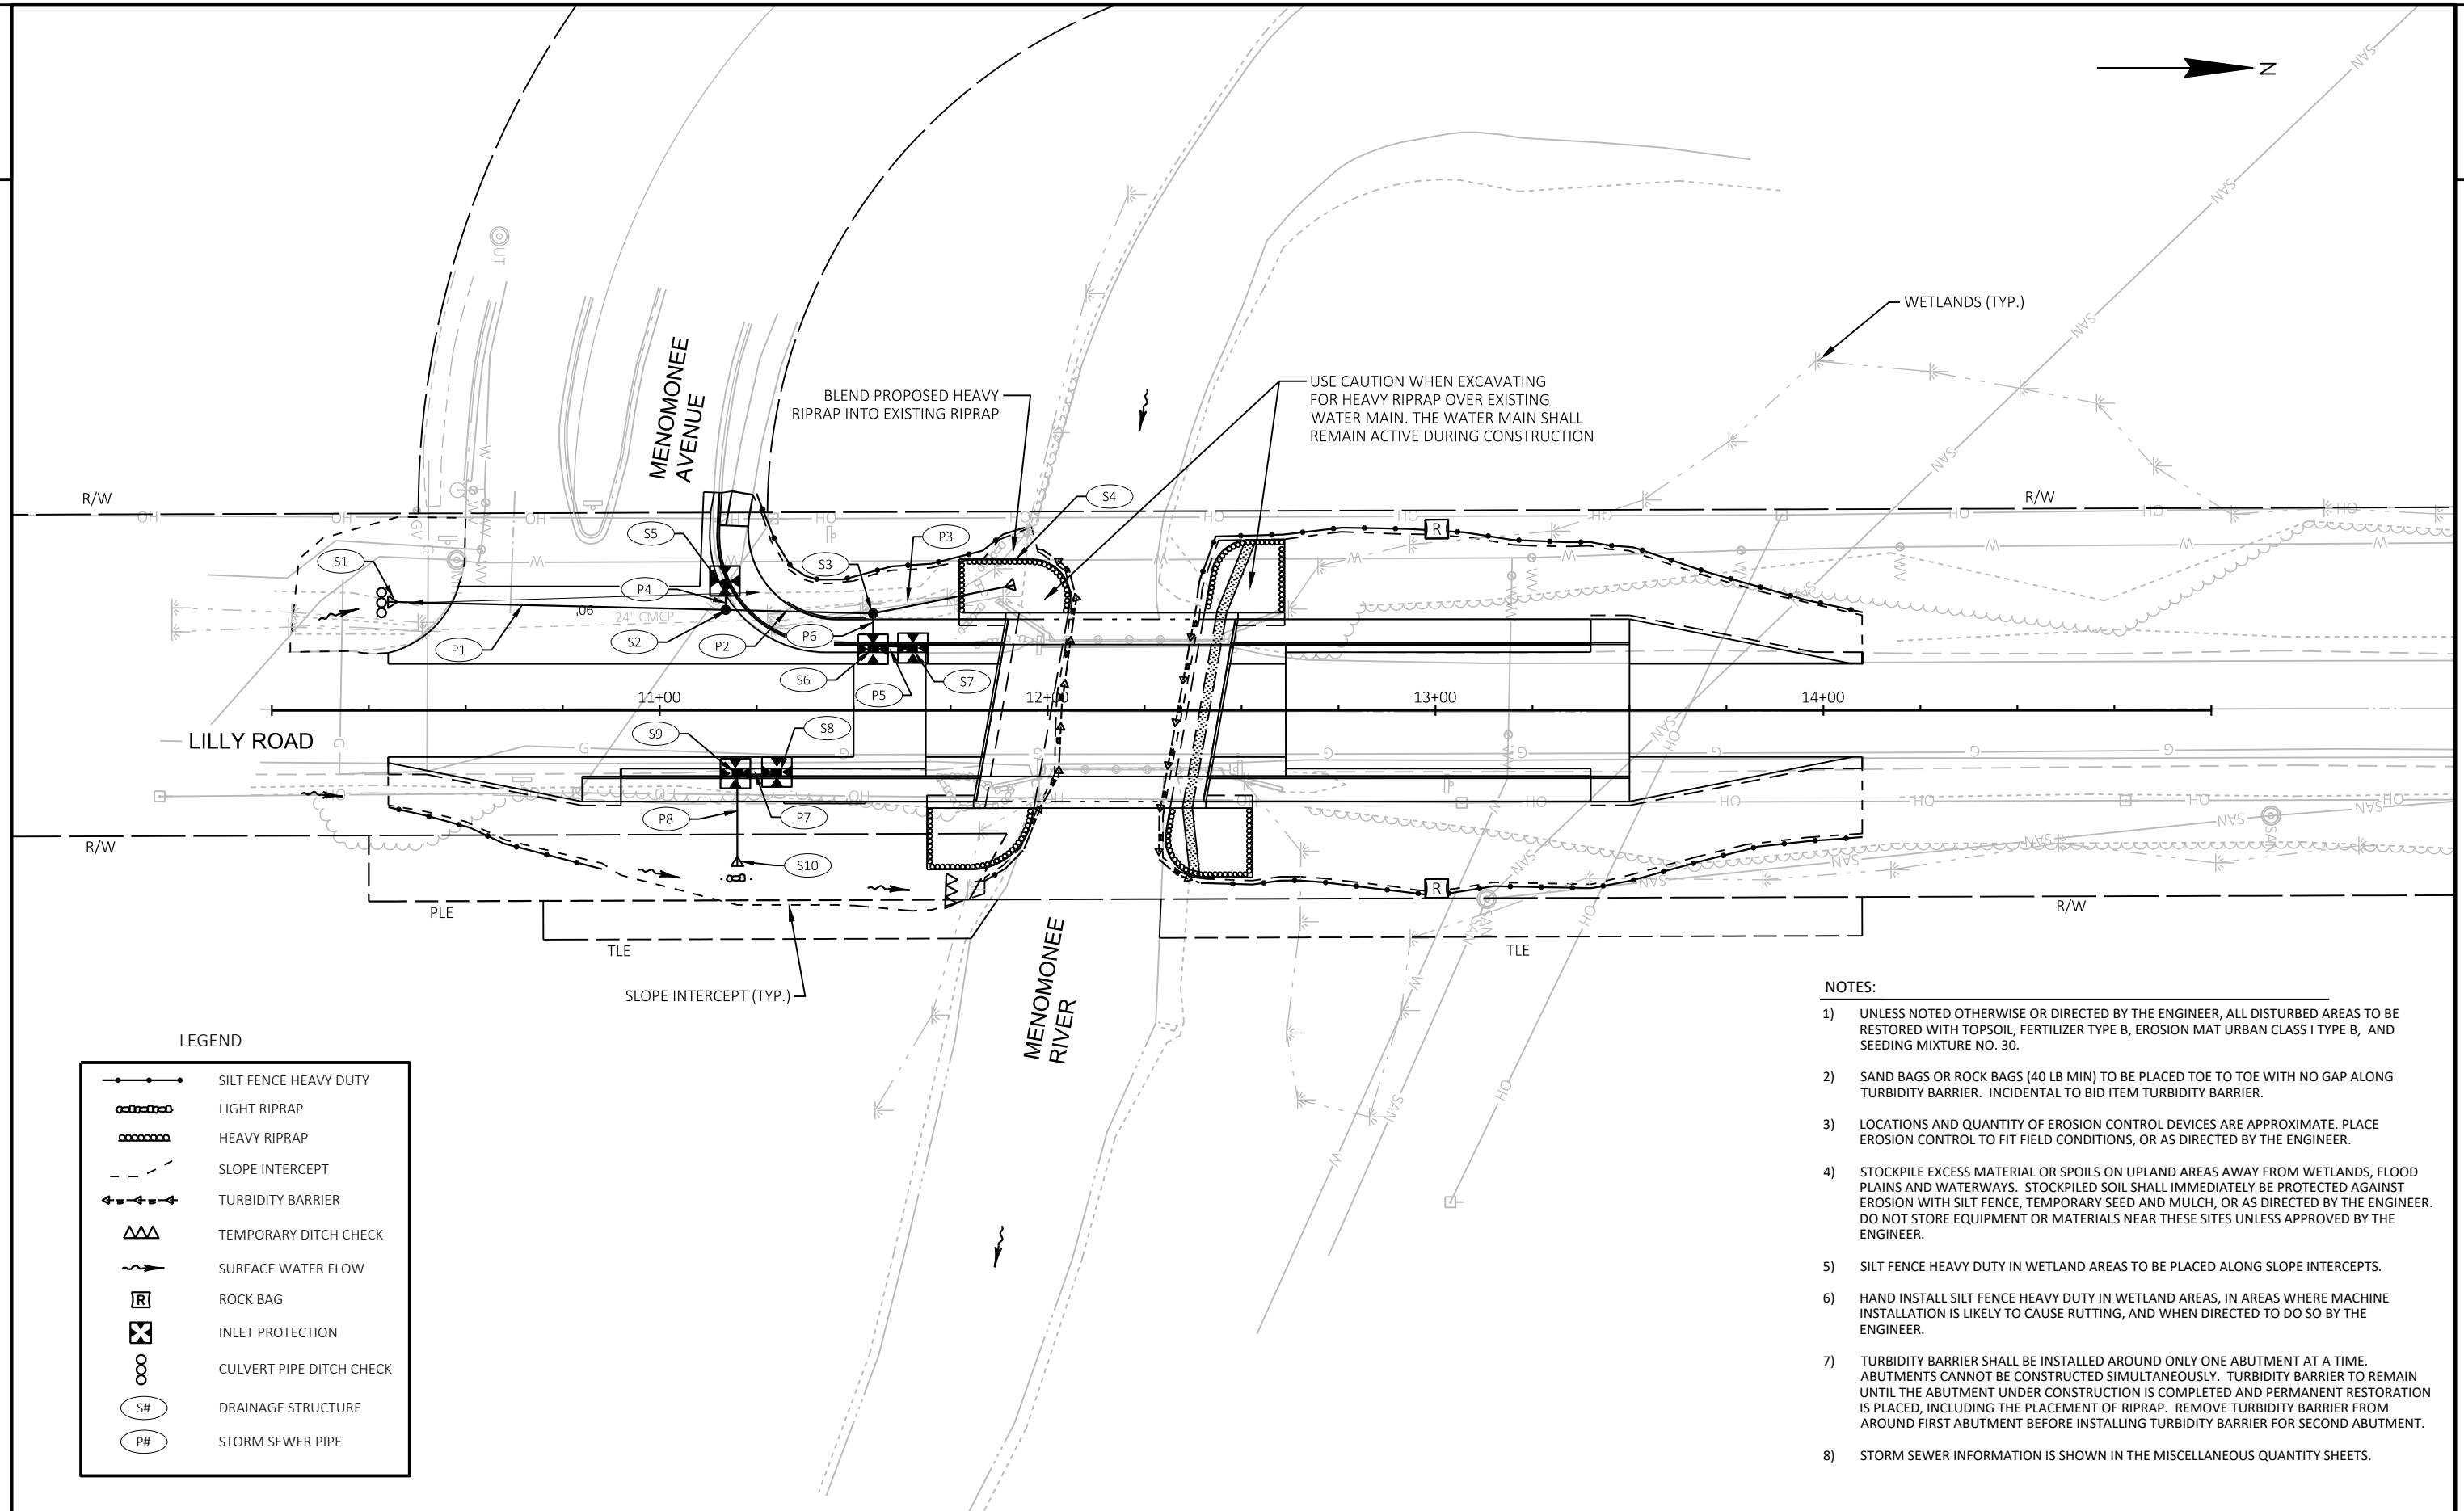 N
WETLANDS (TYP.)
MENOMONEE
AVENUE
BLEND PROPOSED HEAVY
RIPRAP INTO EXISTING RIPRAP
USE CAUTION WHEN EXCAVATING
FOR HEAVY RIPRAP OVER EXISTING
WATER MAIN. THE WATER MAIN SHALL
REMAIN ACTIVE DURING CONSTRUCTION
R/W
R/W
S4
S5
P3
S1
S3
P4
90'
24" CMCP
P1
S2
P2
P6
S6
P5
S7
11+00
12+00
13+00
14+00
LILLY ROAD
S9
S8
P8
P7
S10
R
R
R/W
R/W
PLE
TLE
TLE
SLOPE INTERCEPT (TYP.)
MENOMONEE
RIVER
SAN
SAN
SAN
SAN
SAN
SAN
OH
OH
OH
OH
W
W
W
G
G
G
UT
GV
WV
LEGEND
SILT FENCE HEAVY DUTY
LIGHT RIPRAP
HEAVY RIPRAP
SLOPE INTERCEPT
TURBIDITY BARRIER
TEMPORARY DITCH CHECK
SURFACE WATER FLOW
R ROCK BAG
INLET PROTECTION
CULVERT PIPE DITCH CHECK
S# DRAINAGE STRUCTURE
P# STORM SEWER PIPE
NOTES:
1) UNLESS NOTED OTHERWISE OR DIRECTED BY THE ENGINEER, ALL DISTURBED AREAS TO BE
RESTORED WITH TOPSOIL, FERTILIZER TYPE B, EROSION MAT URBAN CLASS I TYPE B, AND
SEEDING MIXTURE NO. 30.
2) SAND BAGS OR ROCK BAGS (40 LB MIN) TO BE PLACED TOE TO TOE WITH NO GAP ALONG
TURBIDITY BARRIER. INCIDENTAL TO BID ITEM TURBIDITY BARRIER.
3) LOCATIONS AND QUANTITY OF EROSION CONTROL DEVICES ARE APPROXIMATE. PLACE
EROSION CONTROL TO FIT FIELD CONDITIONS, OR AS DIRECTED BY THE ENGINEER.
4) STOCKPILE EXCESS MATERIAL OR SPOILS ON UPLAND AREAS AWAY FROM WETLANDS, FLOOD
PLAINS AND WATERWAYS. STOCKPILED SOIL SHALL IMMEDIATELY BE PROTECTED AGAINST
EROSION WITH SILT FENCE, TEMPORARY SEED AND MULCH, OR AS DIRECTED BY THE ENGINEER.
DO NOT STORE EQUIPMENT OR MATERIALS NEAR THESE SITES UNLESS APPROVED BY THE
ENGINEER.
5) SILT FENCE HEAVY DUTY IN WETLAND AREAS TO BE PLACED ALONG SLOPE INTERCEPTS.
6) HAND INSTALL SILT FENCE HEAVY DUTY IN WETLAND AREAS, IN AREAS WHERE MACHINE
INSTALLATION IS LIKELY TO CAUSE RUTTING, AND WHEN DIRECTED TO DO SO BY THE
ENGINEER.
7) TURBIDITY BARRIER SHALL BE INSTALLED AROUND ONLY ONE ABUTMENT AT A TIME.
ABUTMENTS CANNOT BE CONSTRUCTED SIMULTANEOUSLY. TURBIDITY BARRIER TO REMAIN
UNTIL THE ABUTMENT UNDER CONSTRUCTION IS COMPLETED AND PERMANENT RESTORATION
IS PLACED, INCLUDING THE PLACEMENT OF RIPRAP. REMOVE TURBIDITY BARRIER FROM
AROUND FIRST ABUTMENT BEFORE INSTALLING TURBIDITY BARRIER FOR SECOND ABUTMENT.
8) STORM SEWER INFORMATION IS SHOWN IN THE MISCELLANEOUS QUANTITY SHEETS.